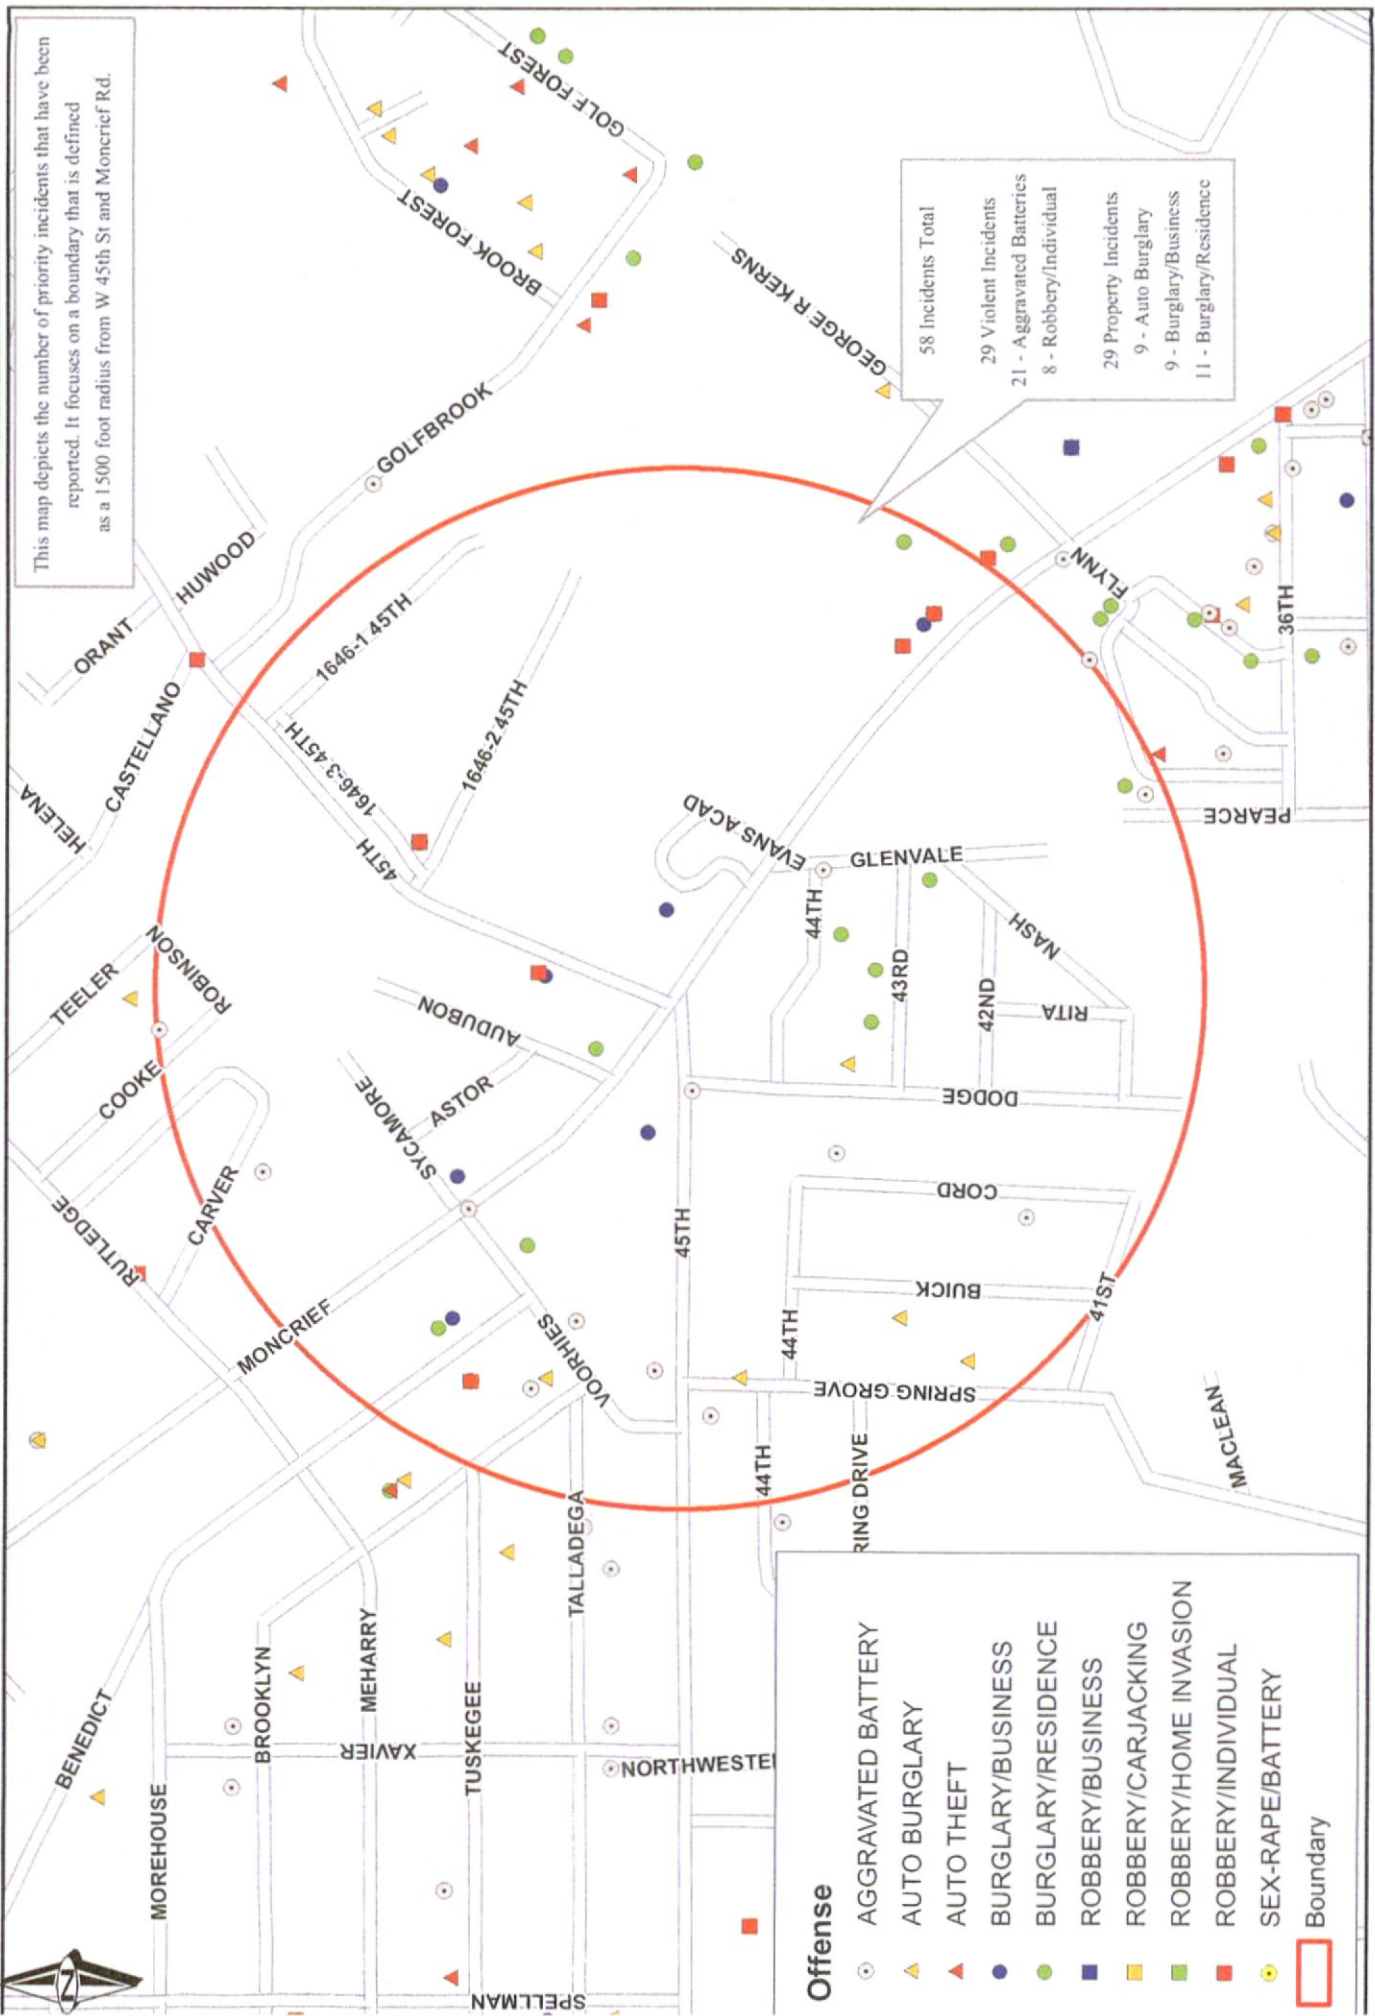 This map depicts the number of priority incidents that have been
reported. It focuses on a boundary that is defined
as a 1500 foot radius from W 45th St and Moncrief Rd.
58 Incidents Total
29 Violent Incidents
21 - Aggravated Batteries
8 - Robbery/Individual
29 Property Incidents
9 - Auto Burglary
9 - Burglary/Business
11 - Burglary/Residence
N
BENEDICT
MOREHOUSE
BROOKLYN
MEHARRY
XAVIER
TUSKEGEE
TALLADEGA
SPELLMAN
NORTHWESTE
RUTLEDGE
MONCRIEF
CARVER
COOKE
TEELER
ROBINSON
HELENA
CASTELLANO
ORANT
HUWOOD
GOLFBROOK
BROOK FOREST
GOLF FOREST
GEORGE R KERNS
1646-1 45TH
1646-3 45TH
1646-2 45TH
45TH
AUDUBON
ASTOR
SYCAMORE
VOORHIES
45TH
EVANS ACAD
GLENVALE
44TH
43RD
42ND
NASH
RITA
DODGE
CORD
BUICK
44TH
41ST
SPRING GROVE
44TH
RING DRIVE
MACLEAN
PEARCE
36TH
FLYNN
Offense
AGGRAVATED BATTERY
AUTO BURGLARY
AUTO THEFT
BURGLARY/BUSINESS
BURGLARY/RESIDENCE
ROBBERY/BUSINESS
ROBBERY/CARJACKING
ROBBERY/HOME INVASION
ROBBERY/INDIVIDUAL
SEX-RAPE/BATTERY
Boundary